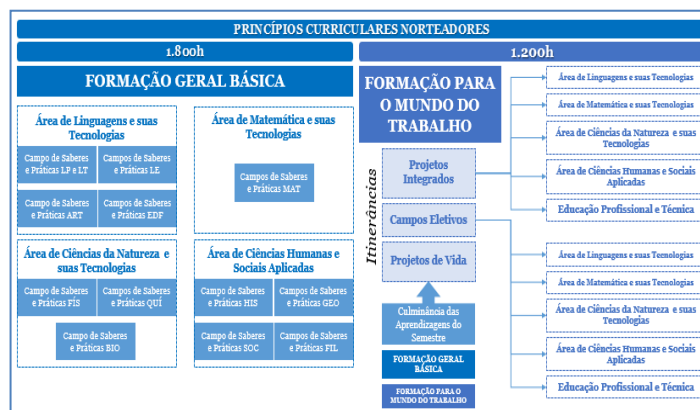 PRINCÍPIOS CURRICULARES NORTEADORES
1.800h
1.200h
FORMAÇÃO GERAL BÁSICA
Área de Linguagens e suas
Tecnologias
Campo de Saberes
e Práticas LP e LT
Campos de Saberes
e Práticas LE
Campo de Saberes
e Práticas ART
Campo de Saberes
e Práticas EDF
Área de Matemática e suas
Tecnologias
Campo de Saberes
e Práticas MAT
Área de Ciências da Natureza e
suas Tecnologias
Campo de Saberes
e Práticas FÍS
Campo de Saberes
e Práticas QUÍ
Campo de Saberes
e Práticas BIO
Área de Ciências Humanas e
Sociais Aplicadas
Campo de Saberes
e Práticas HIS
Campo de Saberes
e Práticas GEO
Campo de Saberes
e Práticas SOC
Campo de Saberes
e Práticas FIL
FORMAÇÃO PARA
O MUNDO DO
TRABALHO
Itinerâncias
Projetos
Integrados
Campos Eletivos
Projetos de Vida
Culminância das
Aprendizagens do
Semestre
FORMAÇÃO GERAL
BÁSICA
FORMAÇÃO PARA O
MUNDO DO TRABALHO
Área de Linguagens e suas Tecnologias
Área de Matemática e suas Tecnologias
Área de Ciências da Natureza e suas
Tecnologias
Área de Ciências Humanas e Sociais
Aplicadas
Educação Profissional e Técnica
Área de Linguagens e suas Tecnologias
Área de Matemática e suas Tecnologias
Área de Ciências da Natureza e suas
Tecnologias
Área de Ciências Humanas e Sociais
Aplicadas
Educação Profissional e Técnica